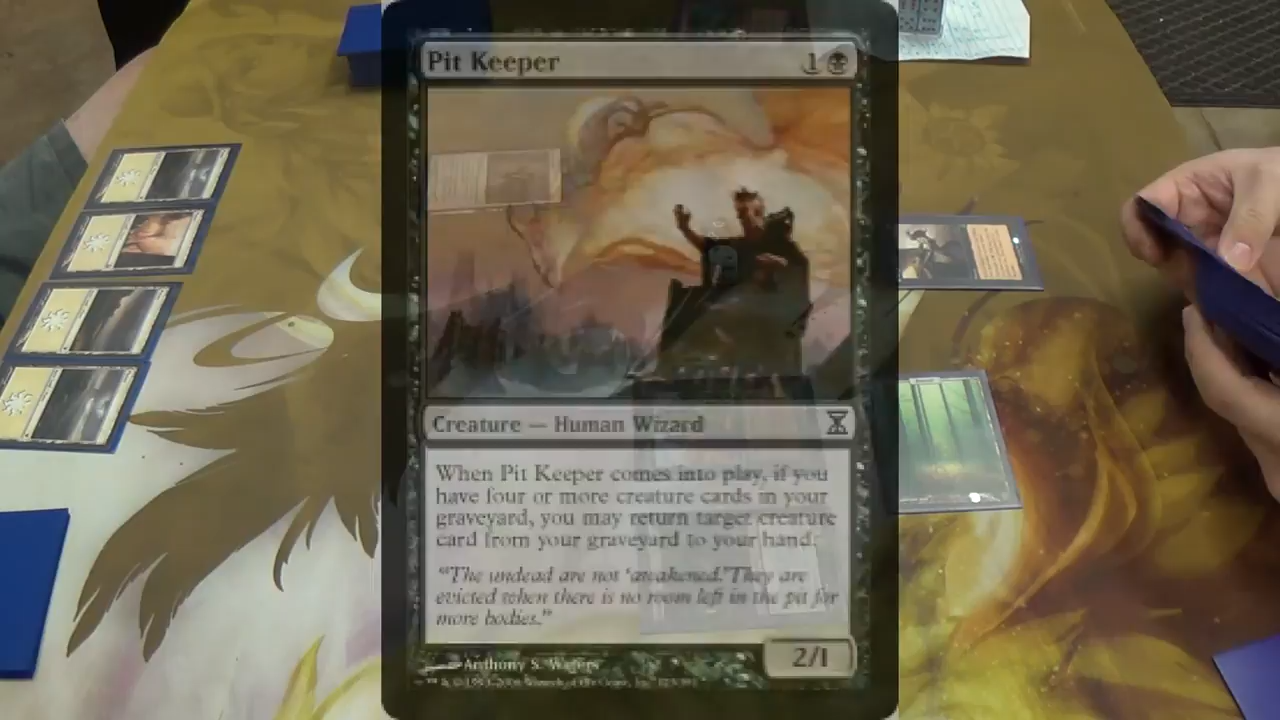 Pit Keeper 1
Creature — Human Wizard
When Pit Keeper comes into play, if you
have four or more creature cards in your
graveyard, you may return target creature
card from your graveyard to your hand.
"The undead are not 'awakened.' They are
evicted when there is no room left in the pit for
more bodies."
Anthony S. Waters
2/1